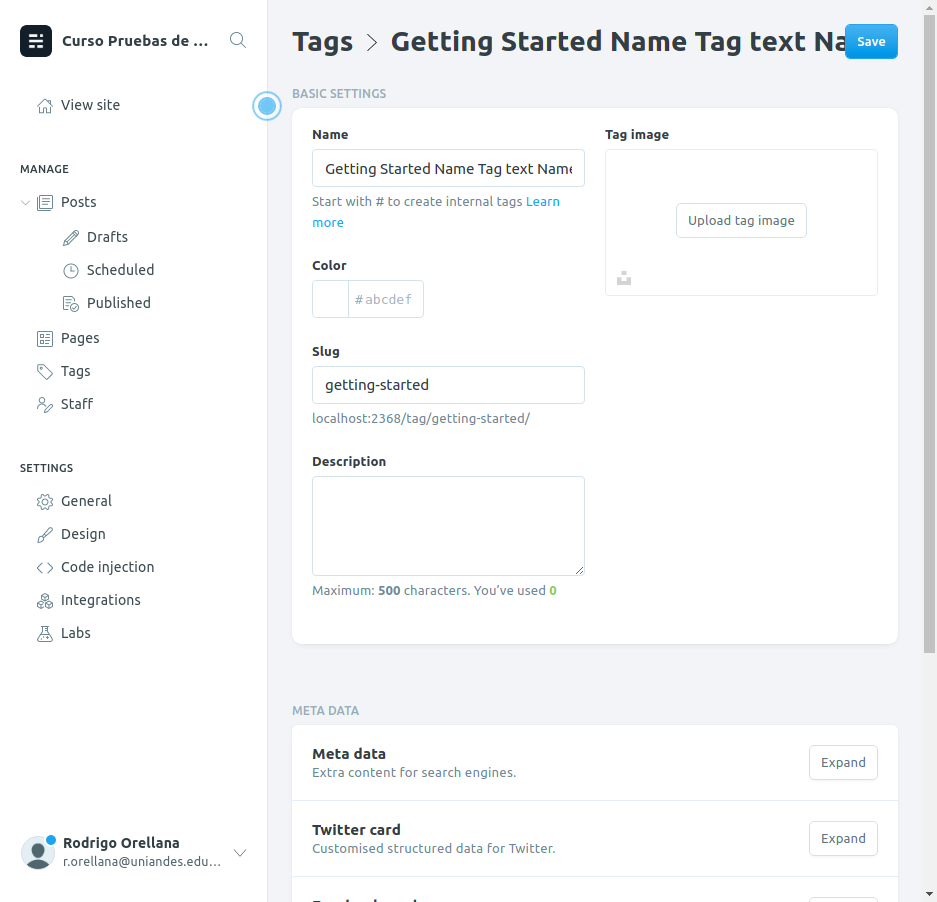 Curso Pruebas de ...
View site
MANAGE
Posts
Drafts
Scheduled
Published
Pages
Tags
Staff
SETTINGS
General
Design
Code injection
Integrations
Labs
Rodrigo Orellana
r.orellana@uniandes.edu...
Tags > Getting Started Name Tag text Na
Save
BASIC SETTINGS
Name
Getting Started Name Tag text Name
Start with # to create internal tags Learn
more
Color
#abcdef
Slug
getting-started
localhost:2368/tag/getting-started/
Description
Maximum: 500 characters. You’ve used 0
Tag image
Upload tag image
META DATA
Meta data
Extra content for search engines.
Expand
Twitter card
Customised structured data for Twitter.
Expand